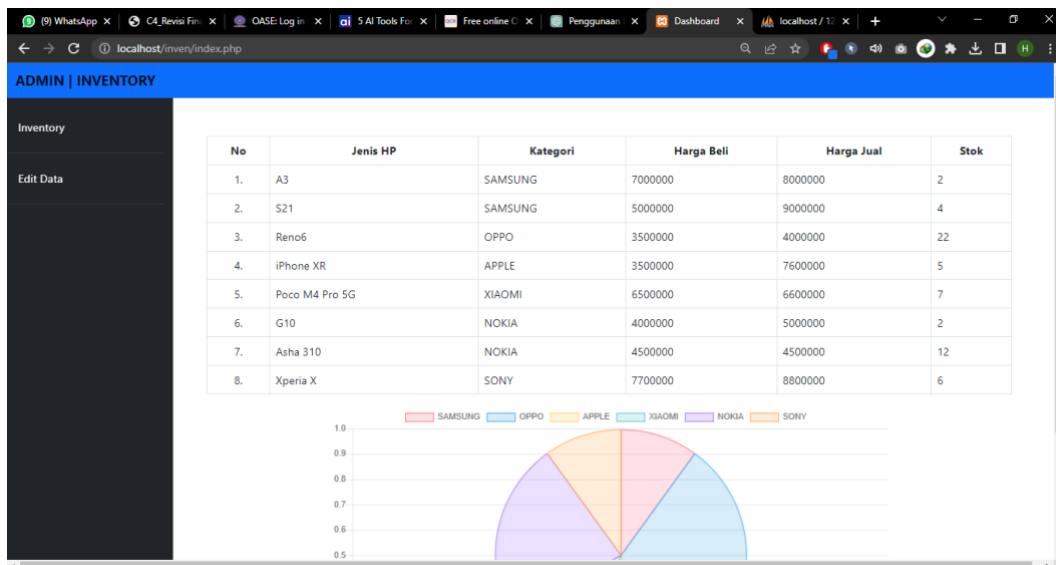 (9) WhatsApp
C4_Revisi Fin
OASE: Log in
5 AI Tools For
Free online O
Penggunaan
Dashboard
localhost / 12
localhost/inven/index.php
ADMIN | INVENTORY
Inventory
Edit Data
No Jenis HP Kategori Harga Beli Harga Jual Stok
1. A3 SAMSUNG 7000000 8000000 2
2. S21 SAMSUNG 5000000 9000000 4
3. Reno6 OPPO 3500000 4000000 22
4. iPhone XR APPLE 3500000 7600000 5
5. Poco M4 Pro 5G XIAOMI 6500000 6600000 7
6. G10 NOKIA 4000000 5000000 2
7. Asha 310 NOKIA 4500000 4500000 12
8. Xperia X SONY 7700000 8800000 6
SAMSUNG OPPO APPLE XIAOMI NOKIA SONY
1.0
0.9
0.8
0.7
0.6
0.5